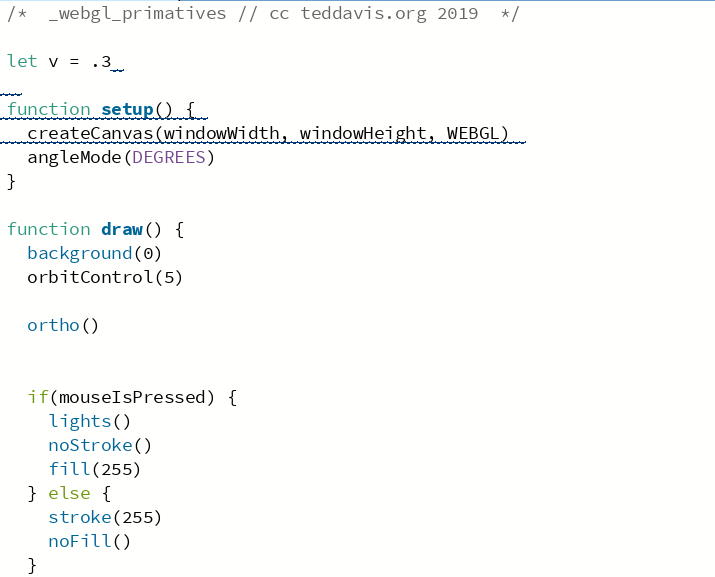 /*  _webgl_primatives // cc teddavis.org 2019  */
let v = .3
function setup() {
createCanvas(windowWidth, windowHeight, WEBGL)
angleMode(DEGREES)
}
function draw() {
background(0)
orbitControl(5)
ortho()
if(mouseIsPressed) {
lights()
noStroke()
fill(255)
} else {
stroke(255)
noFill()
}